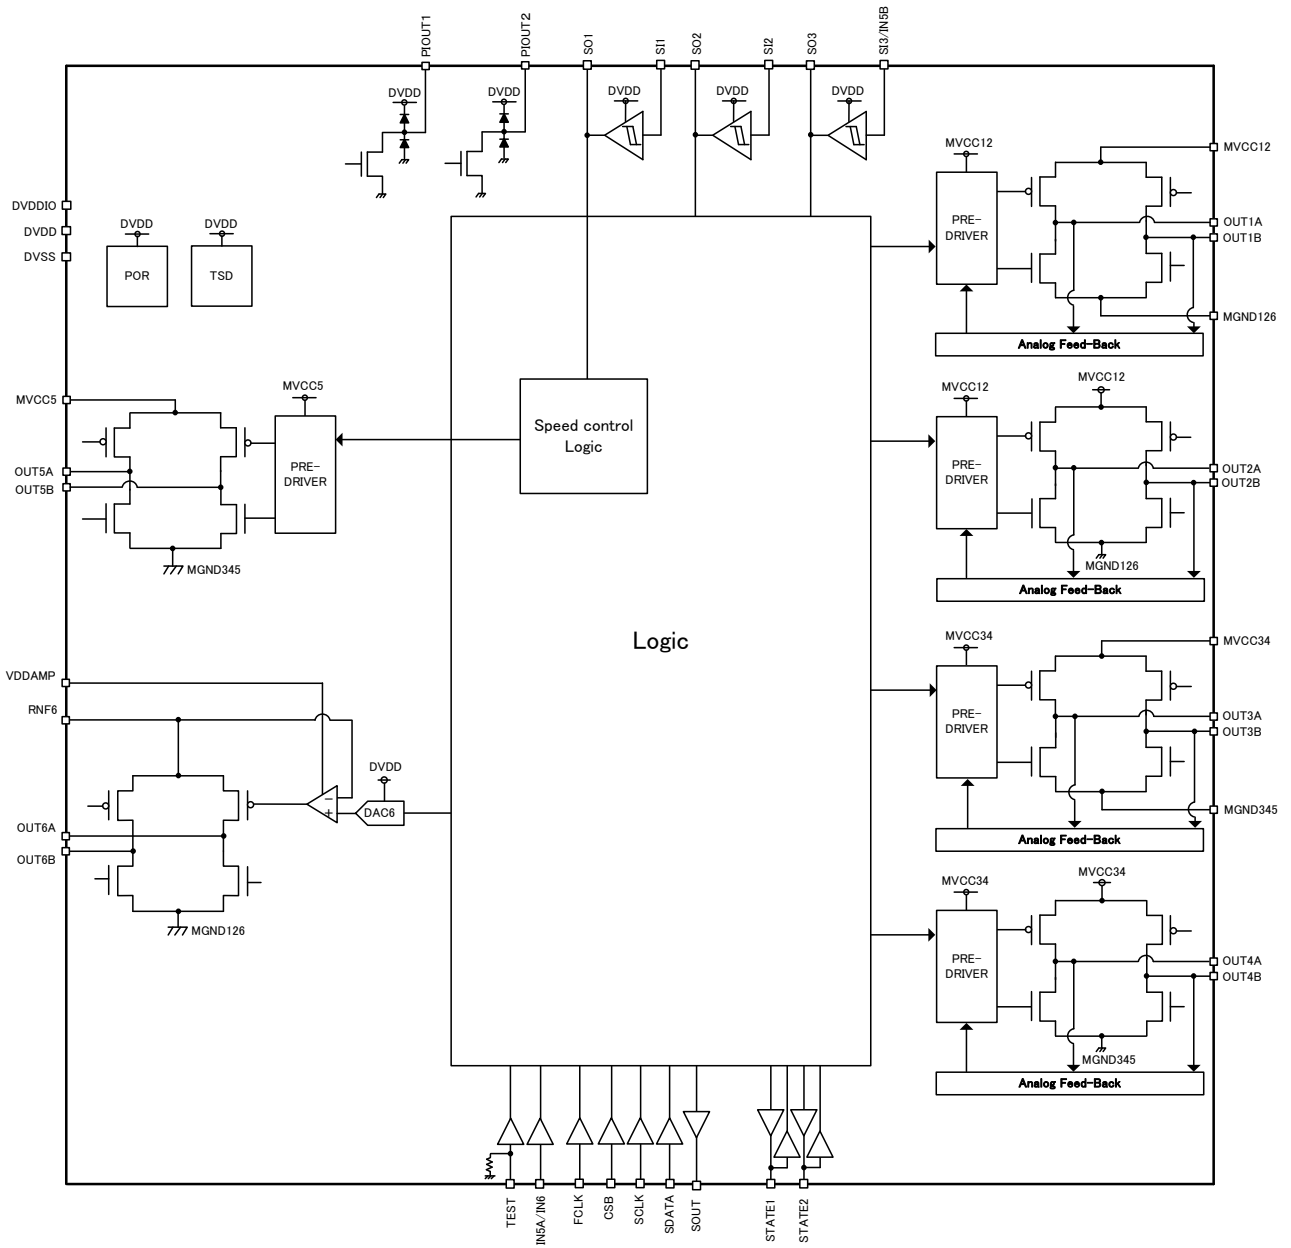 PIOUT1
PIOUT2
SO1
SI1
SO2
SI2
SO3
SI3/IN5B
DVDD
DVDD
DVDD
DVDD
DVDD
DVDDIO
DVDD
DVSS
DVDD
POR
DVDD
TSD
MVCC12
PRE-
DRIVER
MVCC12
OUT1A
OUT1B
MGND126
Analog Feed-Back
MVCC5
OUT5A
OUT5B
MVCC5
PRE-
DRIVER
MGND345
Speed control
Logic
MVCC12
PRE-
DRIVER
MVCC12
OUT2A
OUT2B
MGND126
Analog Feed-Back
Logic
VDDAMP
RNF6
OUT6A
OUT6B
DVDD
DAC6
−
+
MGND126
MVCC34
PRE-
DRIVER
MVCC34
OUT3A
OUT3B
MGND345
Analog Feed-Back
MVCC34
PRE-
DRIVER
MVCC34
OUT4A
OUT4B
MGND345
Analog Feed-Back
TEST
IN5A/IN6
FCLK
CSB
SCLK
SDATA
SOUT
STATE1
STATE2